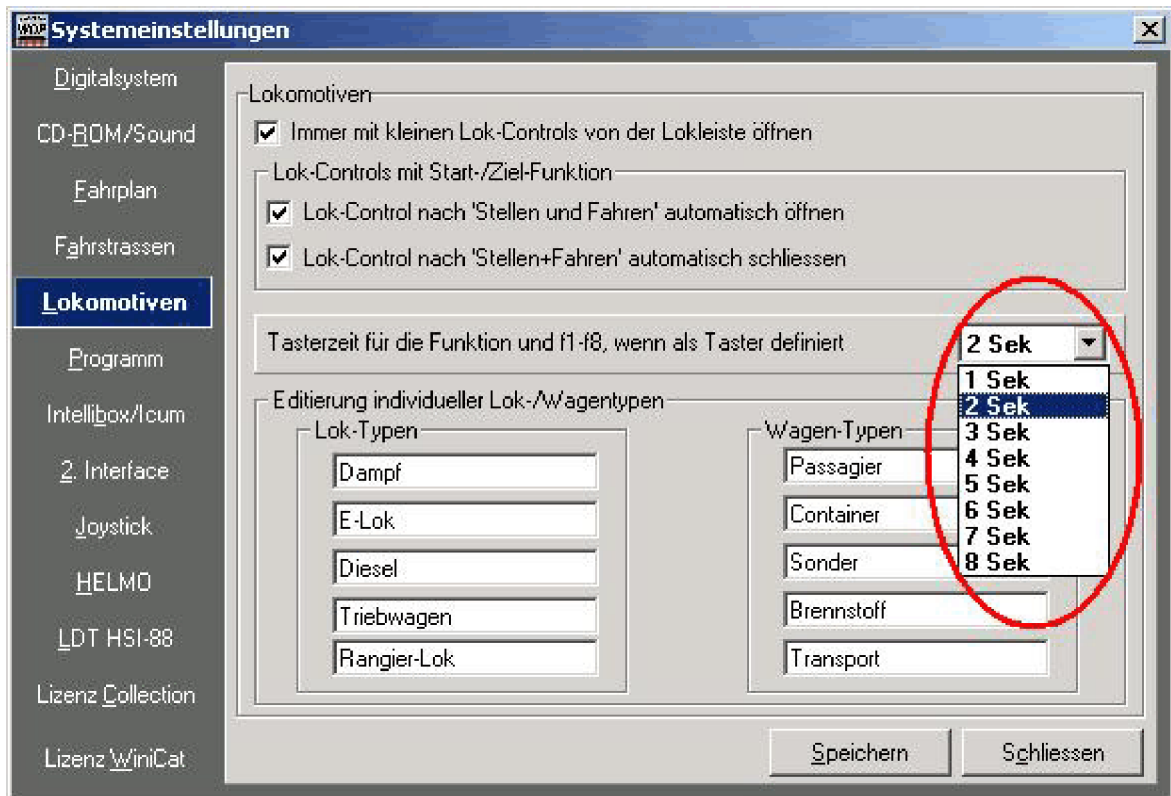 Systemeinstellungen
Digitalsystem
CD-ROM/Sound
Fahrplan
Fahrstrassen
Lokomotiven
Programm
Intellibox/Icum
2. Interface
Joystick
HELMO
LDT HSI-88
Lizenz Collection
Lizenz WiniCat
Lokomotiven
Immer mit kleinen Lok-Controls von der Lokleiste öffnen
Lok-Controls mit Start-/Ziel-Funktion
Lok-Control nach 'Stellen und Fahren' automatisch öffnen
Lok-Control nach 'Stellen+Fahren' automatisch schliessen
Tasterzeit für die Funktion und f1-f8, wenn als Taster definiert
2 Sek
1 Sek
2 Sek
3 Sek
4 Sek
5 Sek
6 Sek
7 Sek
8 Sek
Editierung individueller Lok-/Wagentypen
Lok-Typen
Dampf
E-Lok
Diesel
Triebwagen
Rangier-Lok
Wagen-Typen
Passagier
Container
Sonder
Brennstoff
Transport
Speichern
Schliessen